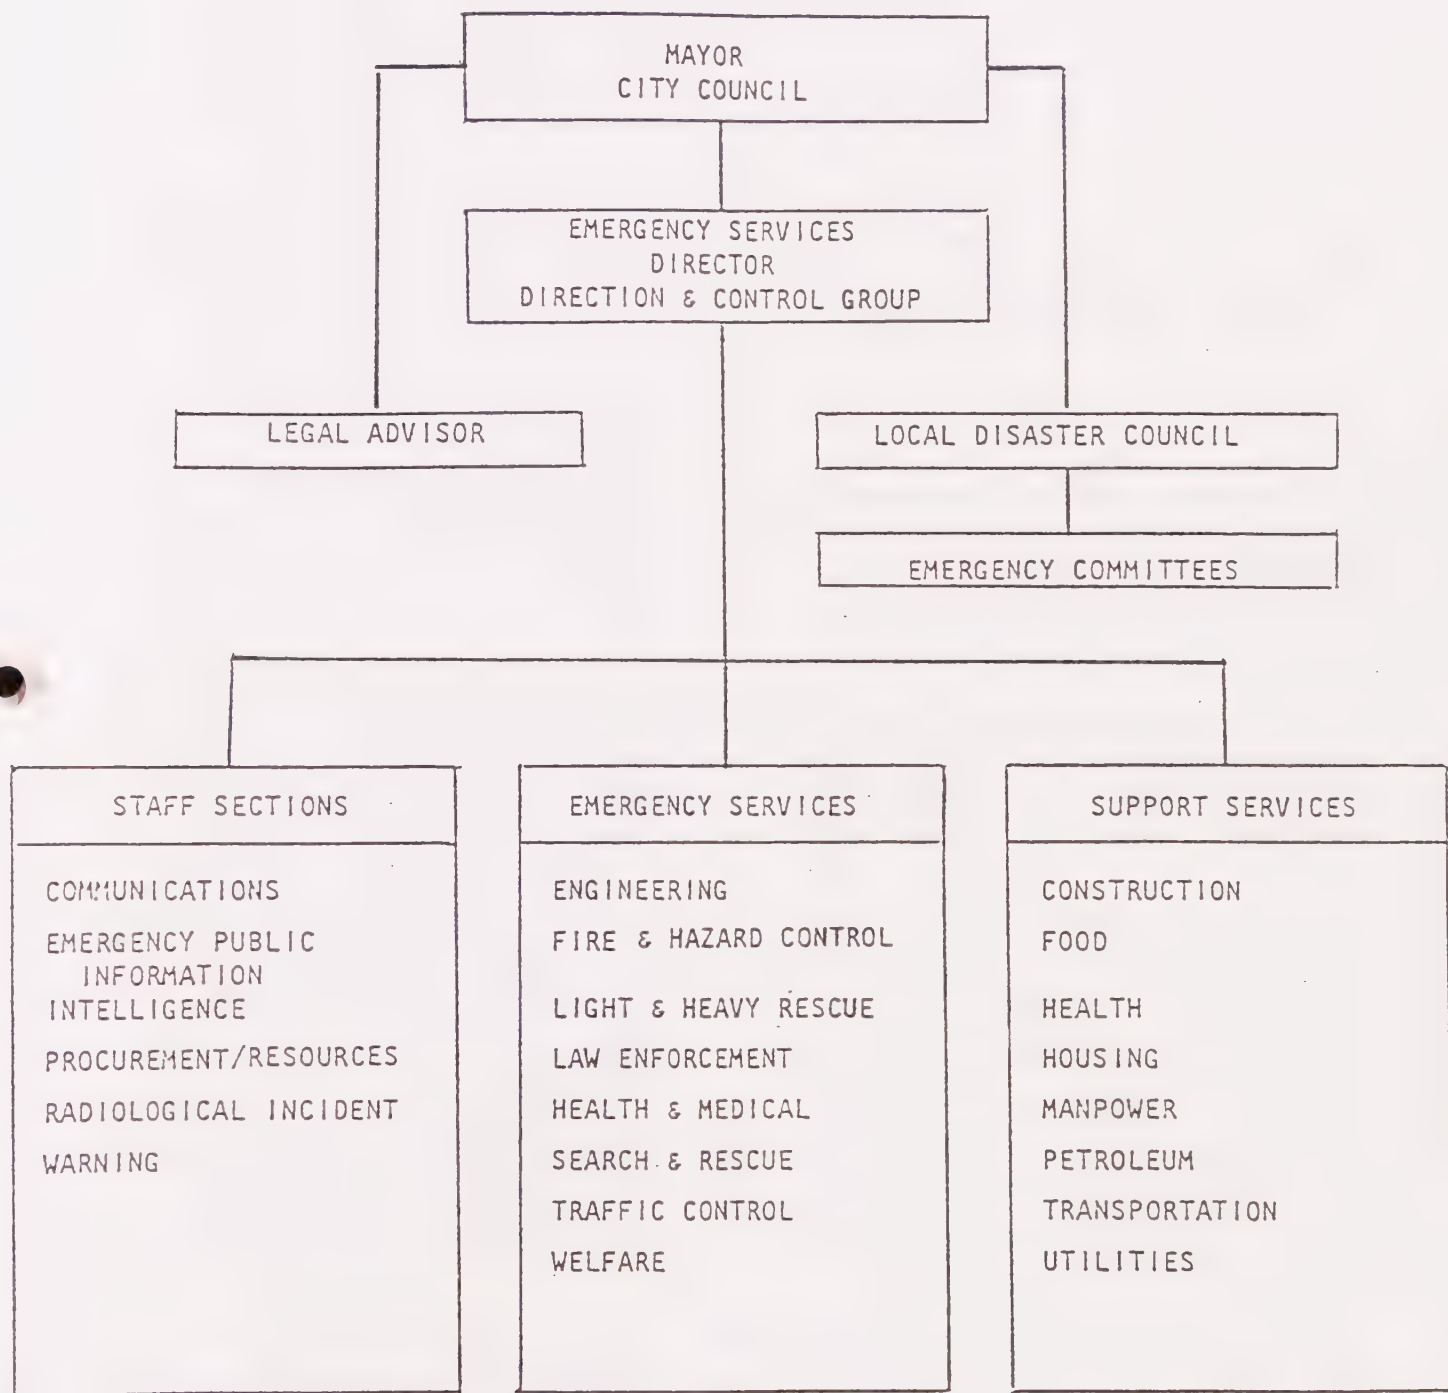 MAYOR
CITY COUNCIL
EMERGENCY SERVICES
DIRECTOR
DIRECTION & CONTROL GROUP
LEGAL ADVISOR
LOCAL DISASTER COUNCIL
EMERGENCY COMMITTEES
STAFF SECTIONS
COMMUNICATIONS
EMERGENCY PUBLIC
INFORMATION
INTELLIGENCE
PROCUREMENT/RESOURCES
RADIOLOGICAL INCIDENT
WARNING
EMERGENCY SERVICES
ENGINEERING
FIRE & HAZARD CONTROL
LIGHT & HEAVY RESCUE
LAW ENFORCEMENT
HEALTH & MEDICAL
SEARCH & RESCUE
TRAFFIC CONTROL
WELFARE
SUPPORT SERVICES
CONSTRUCTION
FOOD
HEALTH
HOUSING
MANPOWER
PETROLEUM
TRANSPORTATION
UTILITIES